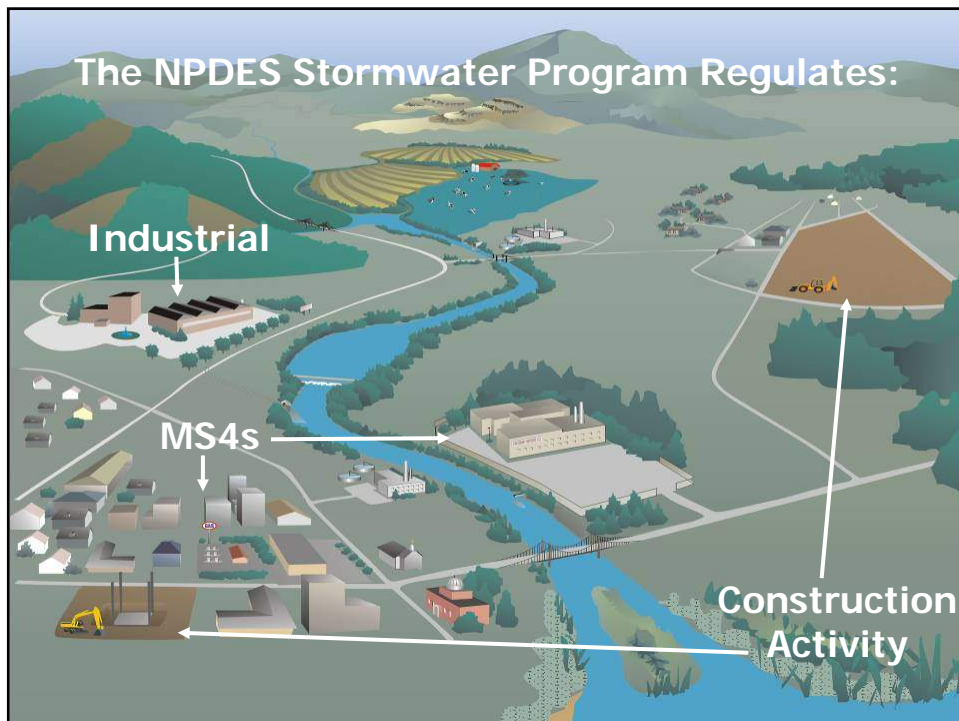 The NPDES Stormwater Program Regulates:
Industrial
MS4s
Construction
Activity